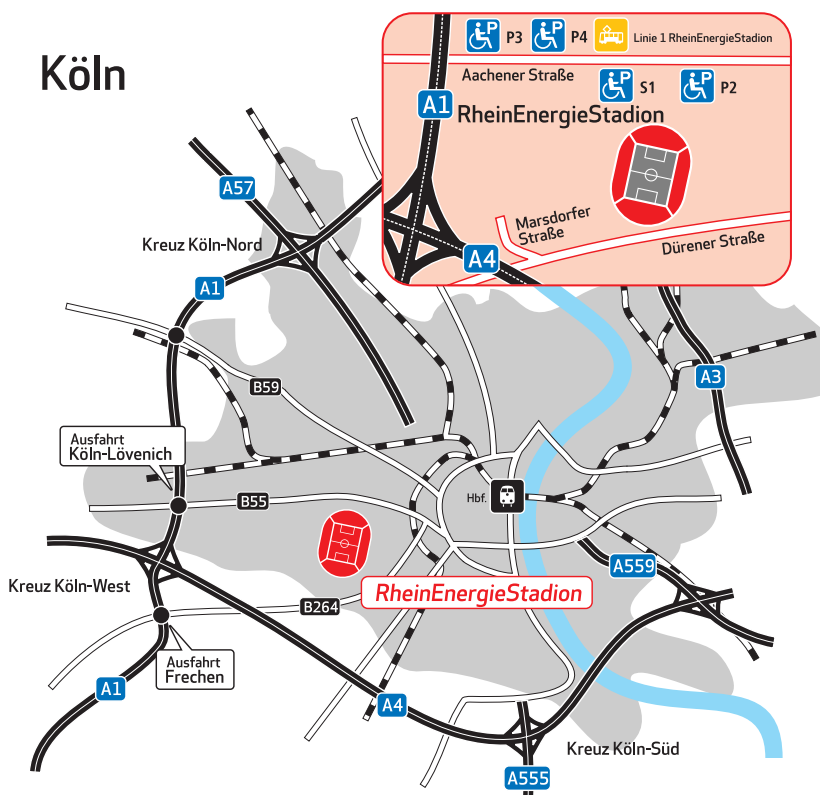 Köln
P3
P4
Linie 1 RheinEnergieStadion
Aachener Straße
S1
P2
A1
RheinEnergieStadion
Marsdorfer
Straße
Dürener Straße
A4
A57
Kreuz Köln-Nord
A1
A3
B59
Ausfahrt
Köln-Lövenich
B55
Hbf.
A559
Kreuz Köln-West
RheinEnergieStadion
B264
Ausfahrt
Frechen
A1
A4
Kreuz Köln-Süd
A555